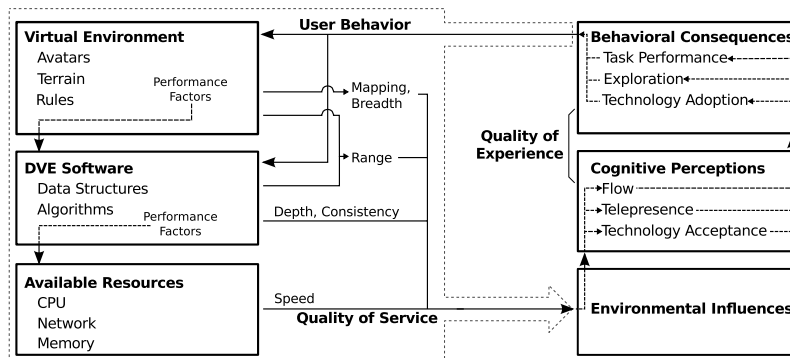 User Behavior
Virtual Environment
Avatars
Terrain
Rules
Performance
Factors
Mapping,
Breadth
DVE Software
Data Structures
Algorithms
Performance
Factors
Range
Depth, Consistency
Available Resources
CPU
Network
Memory
Speed
Quality of Service
Behavioral Consequences
Task Performance
Exploration
Technology Adoption
Quality of
Experience
Cognitive Perceptions
Flow
Telepresence
Technology Acceptance
Environmental Influences